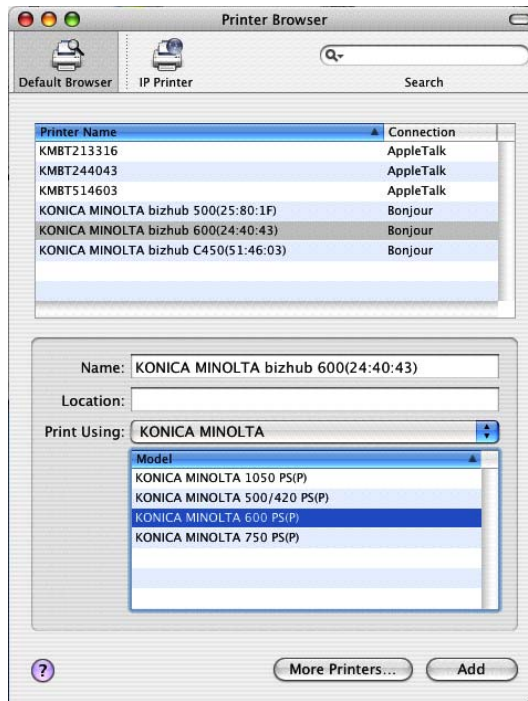 Printer Browser
Default Browser IP Printer Search
Printer Name Connection
KMBT213316 AppleTalk
KMBT244043 AppleTalk
KMBT514603 AppleTalk
KONICA MINOLTA bizhub 500(25:80:1F) Bonjour
KONICA MINOLTA bizhub 600(24:40:43) Bonjour
KONICA MINOLTA bizhub C450(51:46:03) Bonjour
Name: KONICA MINOLTA bizhub 600(24:40:43)
Location:
Print Using: KONICA MINOLTA
Model
KONICA MINOLTA 1050 PS(P)
KONICA MINOLTA 500/420 PS(P)
KONICA MINOLTA 600 PS(P)
KONICA MINOLTA 750 PS(P)
? More Printers... Add